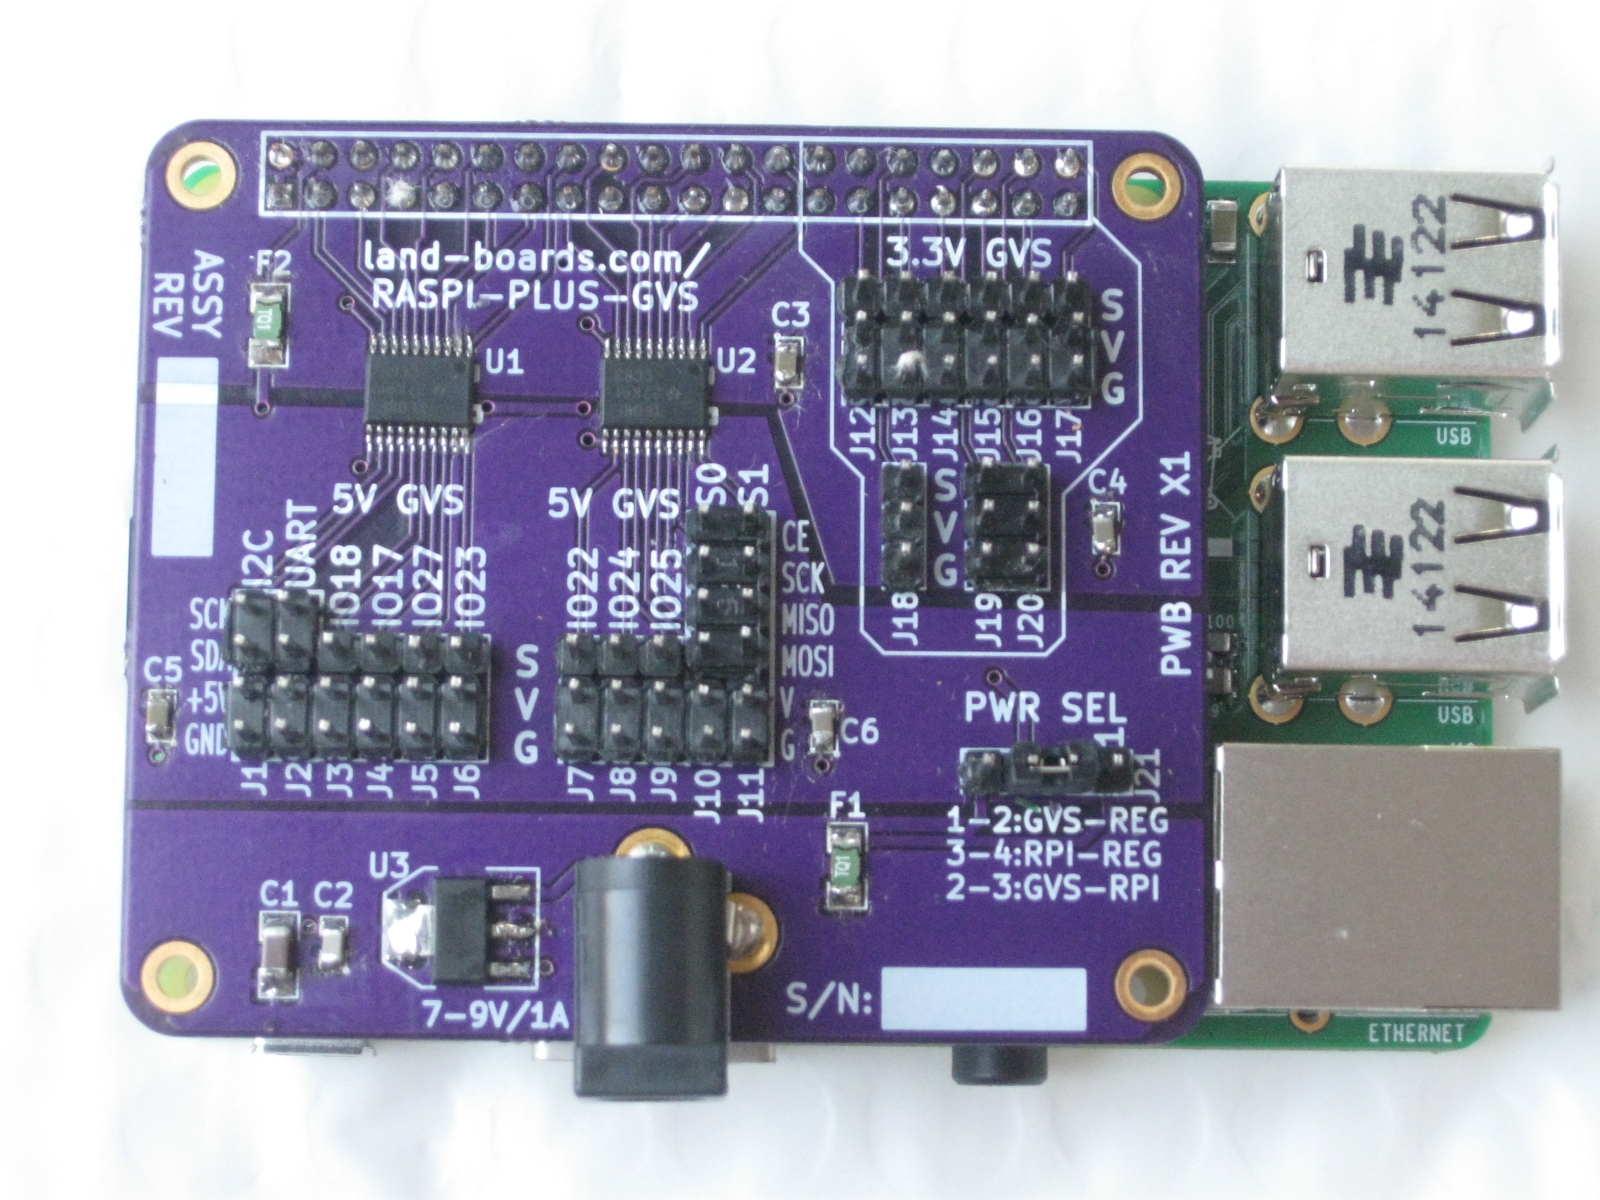 land-boards.com/
RASPI-PLUS-GVS
3.3V GVS
ASSY
REV
F2
U1
U2
C3
S
V
G
J12
J13
J14
J15
J16
J17
14122
USB
5V GVS
5V GVS
S0
S1
S
V
G
C4
J18
J19
J20
PWB REV X1
14122
USB
I2C
UART
IO18
IO17
IO27
IO23
IO22
IO24
IO25
CE
SCK
MISO
MOSI
V
G
SCK
SDA
+5V
GND
C5
S
V
G
C6
J1
J2
J3
J4
J5
J6
J7
J8
J9
J10
J11
PWR SEL
1
J21
1-2:GVS-REG
3-4:RPI-REG
2-3:GVS-RPI
F1
TQ1
TQ1
U3
C1
C2
7-9V/1A
S/N:
ETHERNET